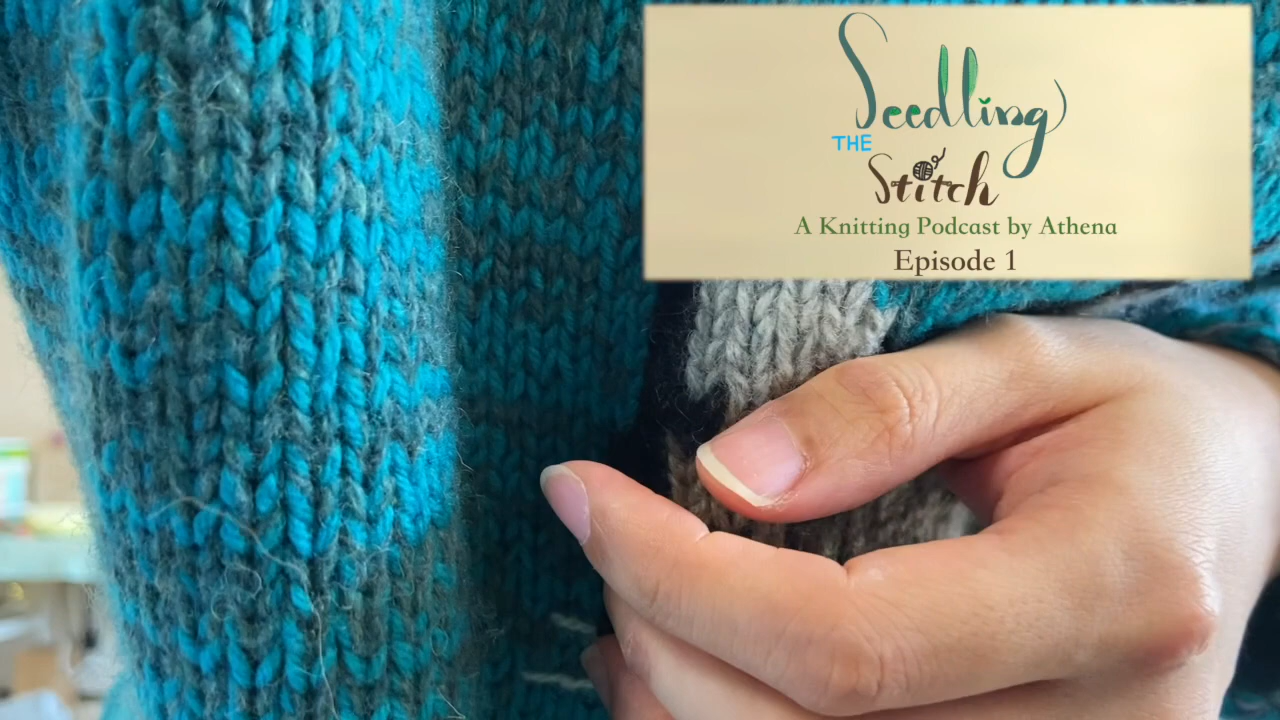 Seedling
THE
Stitch
A Knitting Podcast by Athena
Episode 1